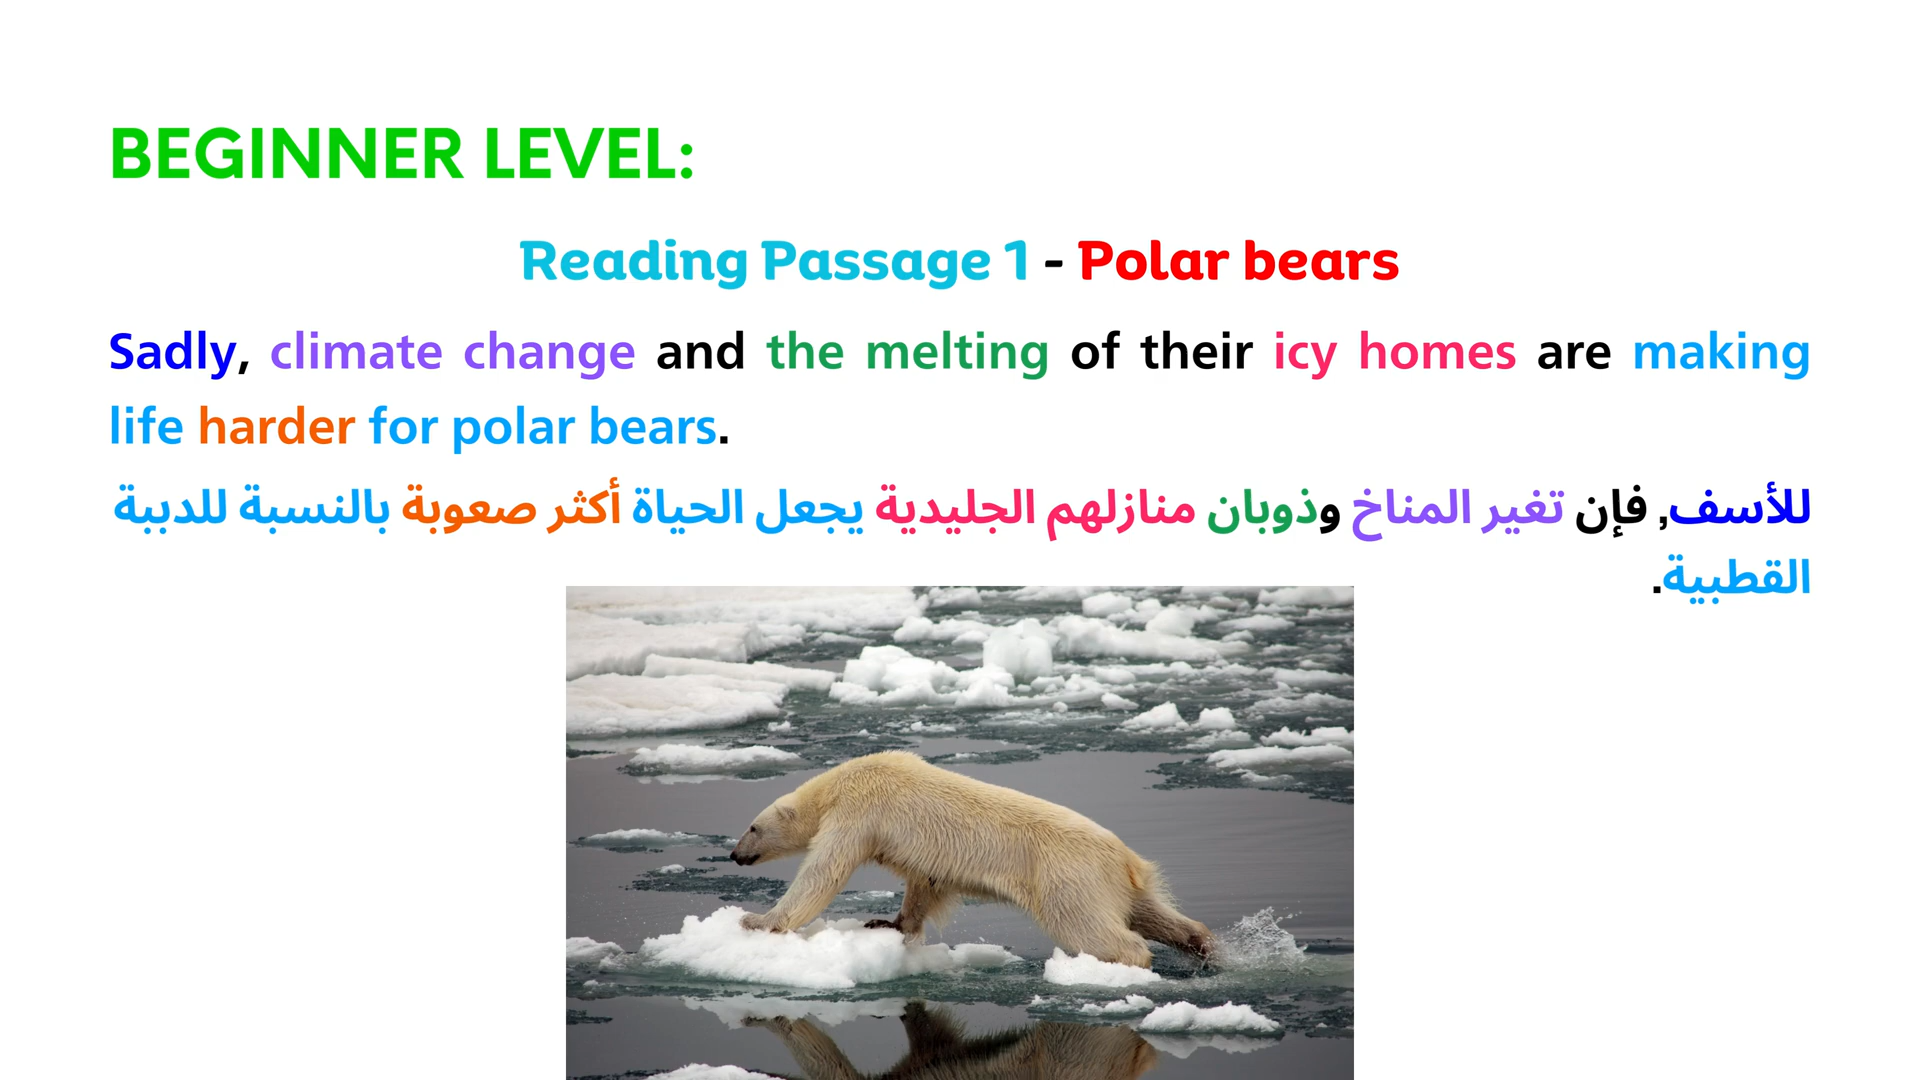 BEGINNER LEVEL:
Reading Passage 1 - Polar bears
Sadly, climate change and the melting of their icy homes are making
life harder for polar bears.
للأسف, فإن تغير المناخ وذوبان منازلهم الجليدية يجعل الحياة أكثر صعوبة بالنسبة للدببة
القطبية.